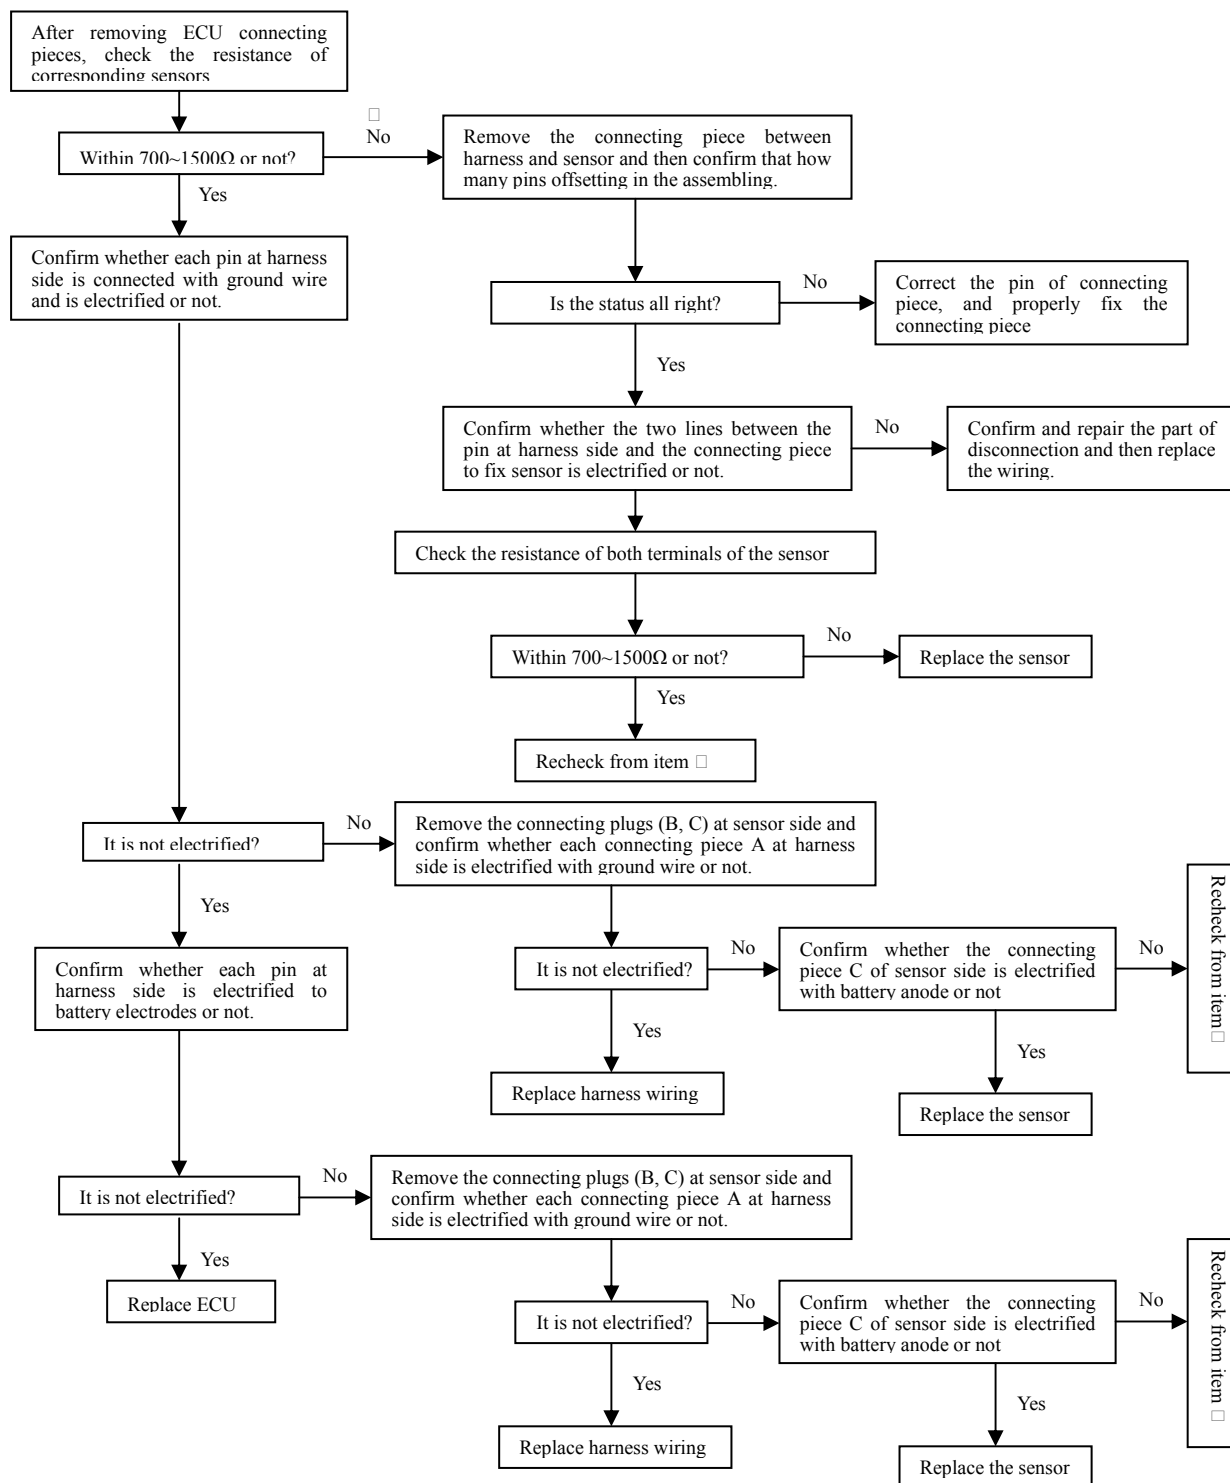 After removing ECU connecting
pieces, check the resistance of
corresponding sensors
□
No
Within 700~1500Ω or not?
Remove the connecting piece between
harness and sensor and then confirm that how
many pins offsetting in the assembling.
Yes
Confirm whether each pin at harness
side is connected with ground wire
and is electrified or not.
Is the status all right?
No
Correct the pin of connecting
piece, and properly fix the
connecting piece
Yes
Confirm whether the two lines between the
pin at harness side and the connecting piece
to fix sensor is electrified or not.
No
Confirm and repair the part of
disconnection and then replace
the wiring.
Check the resistance of both terminals of the sensor
Within 700~1500Ω or not?
No
Replace the sensor
Yes
Recheck from item □
It is not electrified?
No
Remove the connecting plugs (B, C) at sensor side and
confirm whether each connecting piece A at harness
side is electrified with ground wire or not.
Yes
It is not electrified?
No
Confirm whether the connecting
piece C of sensor side is electrified
with battery anode or not
No
Recheck from item□
Confirm whether each pin at
harness side is electrified to
battery electrodes or not.
Yes
Replace harness wiring
Yes
Replace the sensor
It is not electrified?
No
Remove the connecting plugs (B, C) at sensor side and
confirm whether each connecting piece A at harness
side is electrified with ground wire or not.
Yes
Replace ECU
It is not electrified?
No
Confirm whether the connecting
piece C of sensor side is electrified
with battery anode or not
No
Recheck from item □
Yes
Replace harness wiring
Yes
Replace the sensor